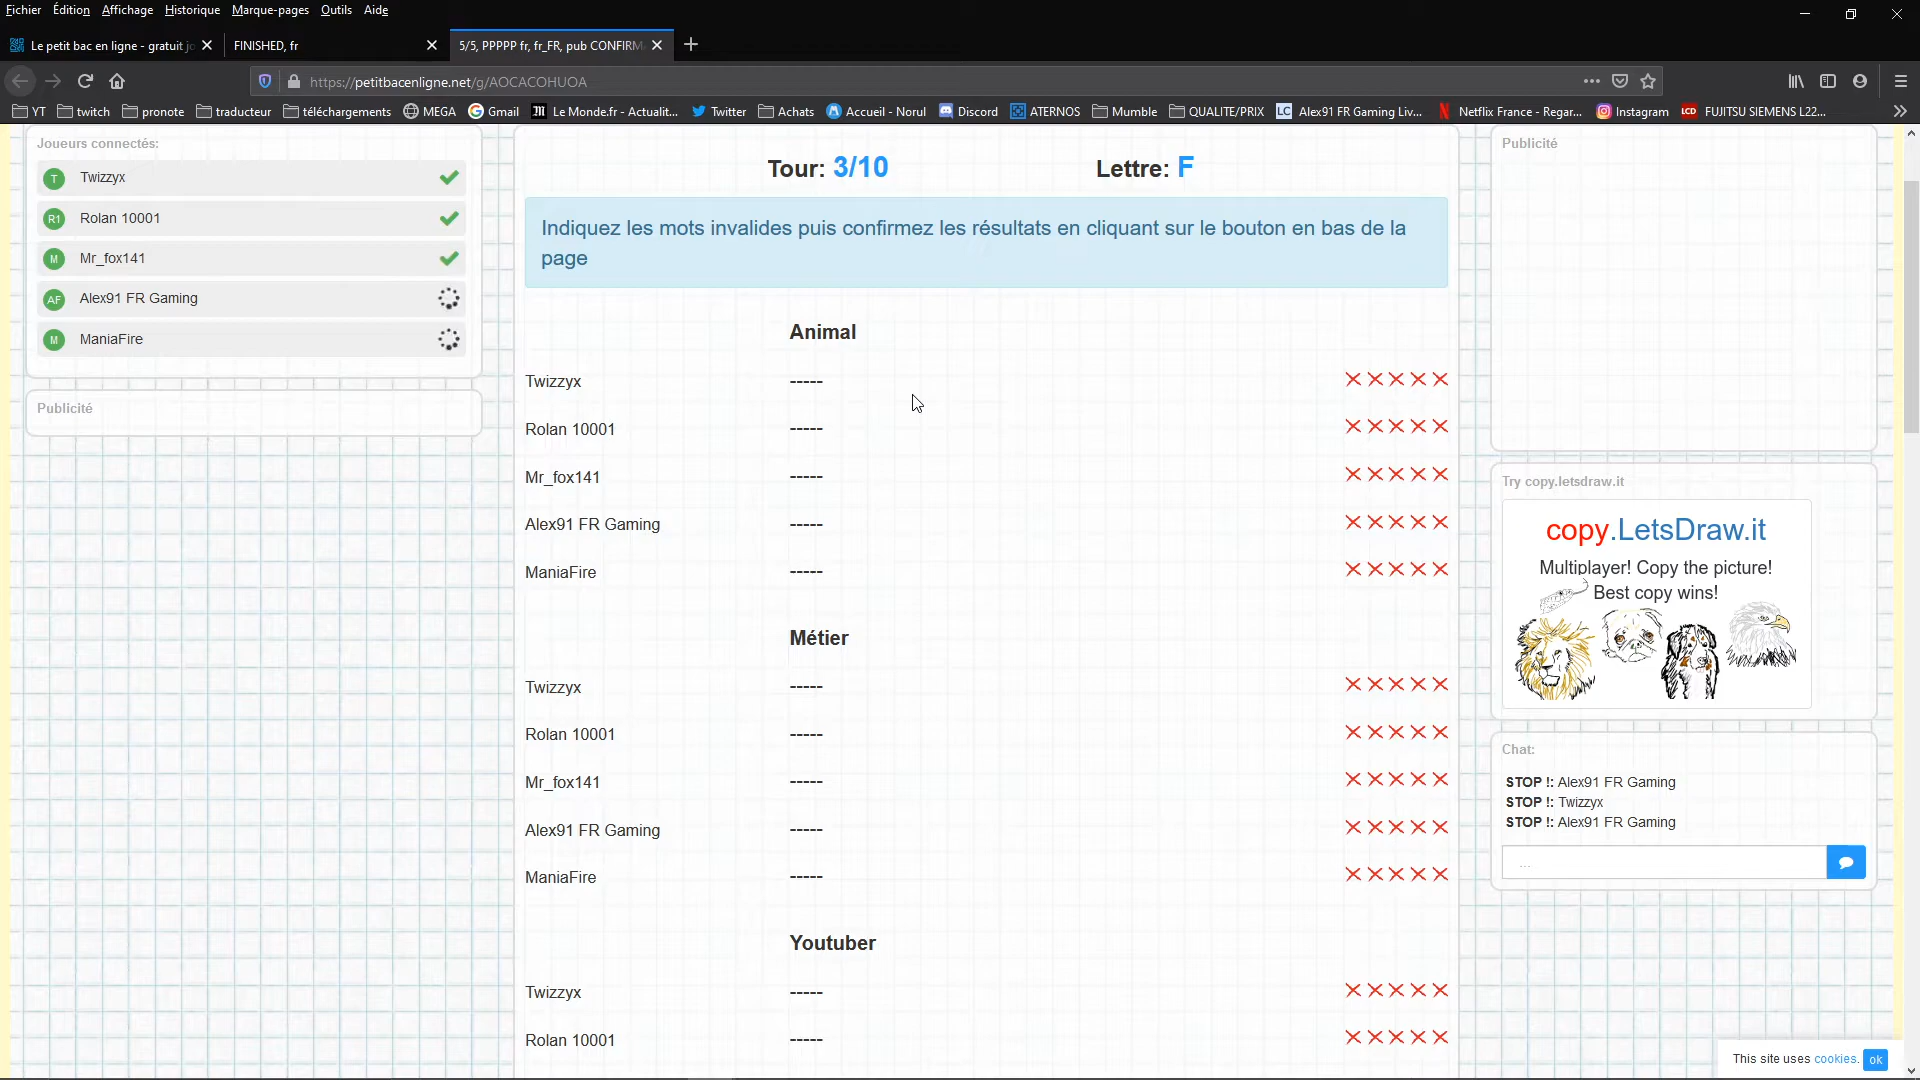 Fichier Édition Affichage Historique Marque-pages Outils Aide
Le petit bac en ligne - gratuit jo
FINISHED, fr
5/5, PPPPP fr, fr_FR, pub CONFIRM
https://petitbacenligne.net/g/AOCACOHUOA
YT twitch pronote traducteur téléchargements MEGA Gmail Le Monde.fr - Actualit... Twitter Achats Accueil - Norul Discord ATERNOS Mumble QUALITE/PRIX Alex91 FR Gaming Liv... Netflix France - Regar... Instagram FUJITSU SIEMENS L22...
Joueurs connectés:
T Twizzyx
R1 Rolan 10001
M Mr_fox141
AF Alex91 FR Gaming
M ManiaFire
Publicité
Tour: 3/10 Lettre: F
Indiquez les mots invalides puis confirmez les résultats en cliquant sur le bouton en bas de la
page
Animal
Twizzyx -----
Rolan 10001 -----
Mr_fox141 -----
Alex91 FR Gaming -----
ManiaFire -----
Métier
Twizzyx -----
Rolan 10001 -----
Mr_fox141 -----
Alex91 FR Gaming -----
ManiaFire -----
Youtuber
Twizzyx -----
Rolan 10001 -----
Publicité
Try copy.letsdraw.it
copy.LetsDraw.it
Multiplayer! Copy the picture!
Best copy wins!
Chat:
STOP !: Alex91 FR Gaming
STOP !: Twizzyx
STOP !: Alex91 FR Gaming
...
This site uses cookies. ok